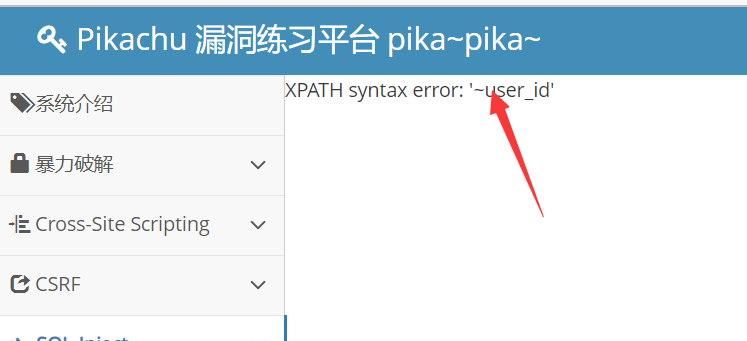 Pikachu 漏洞练习平台 pika~pika~
系统介绍
XPATH syntax error: '~user_id'
暴力破解
Cross-Site Scripting
CSRF